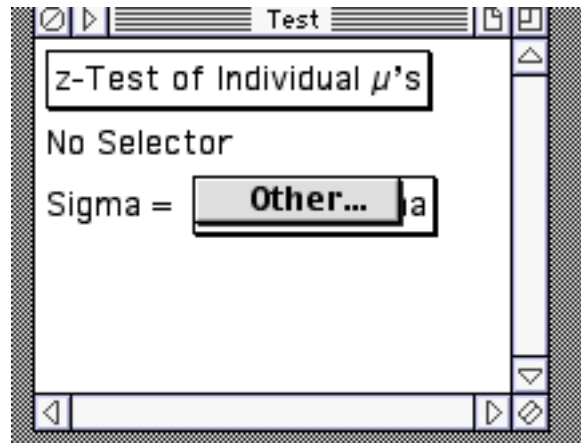 Test
z-Test of Individual μ's
No Selector
Sigma =
Other...